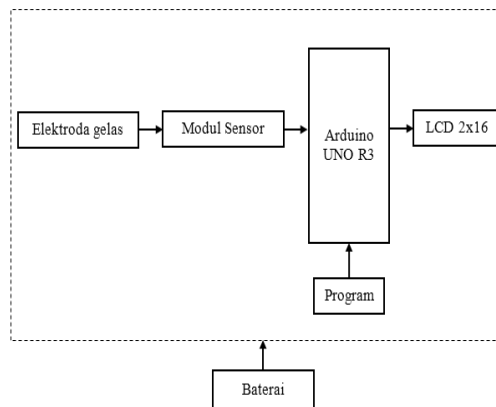 Elektroda gelas
Modul Sensor
Arduino
UNO R3
LCD 2x16
Program
Baterai